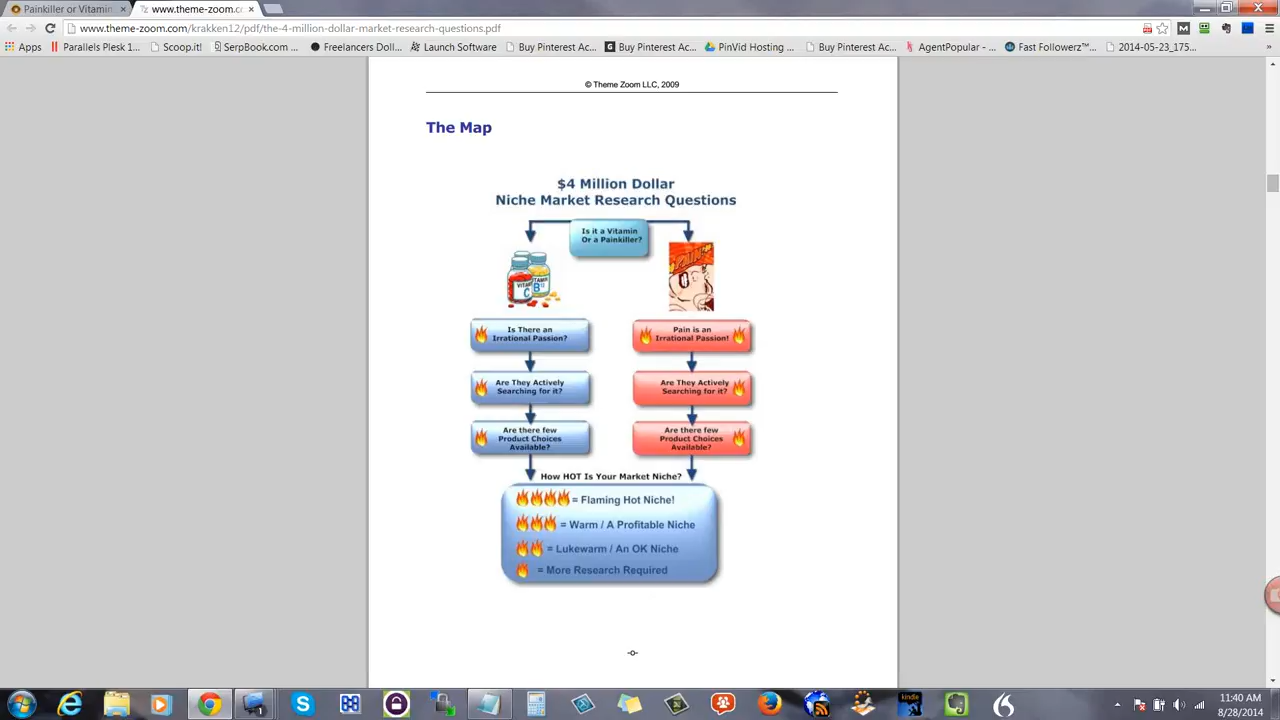 Painkiller or Vitamin
www.theme-zoom.com/
www.theme-zoom.com/krakken12/pdf/the-4-million-dollar-market-research-questions.pdf
Apps
Parallels Plesk 1...
Scoop.it!
SerpBook.com ...
Freelancers Doll...
Launch Software
Buy Pinterest Ac...
Buy Pinterest Ac...
PinVid Hosting ...
Buy Pinterest Ac...
AgentPopular - ...
Fast Followerz™...
2014-05-23_175...
© Theme Zoom LLC, 2009
The Map
$4 Million Dollar
Niche Market Research Questions
Is it a Vitamin
Or a Painkiller?
Is There an
Irrational Passion?
Pain is an
Irrational Passion!
Are They Actively
Searching for it?
Are They Actively
Searching for it?
Are there few
Product Choices
Available?
Are there few
Product Choices
Available?
How HOT Is Your Market Niche?
= Flaming Hot Niche!
= Warm / A Profitable Niche
= Lukewarm / An OK Niche
= More Research Required
-0-
kindle
11:40 AM
8/28/2014